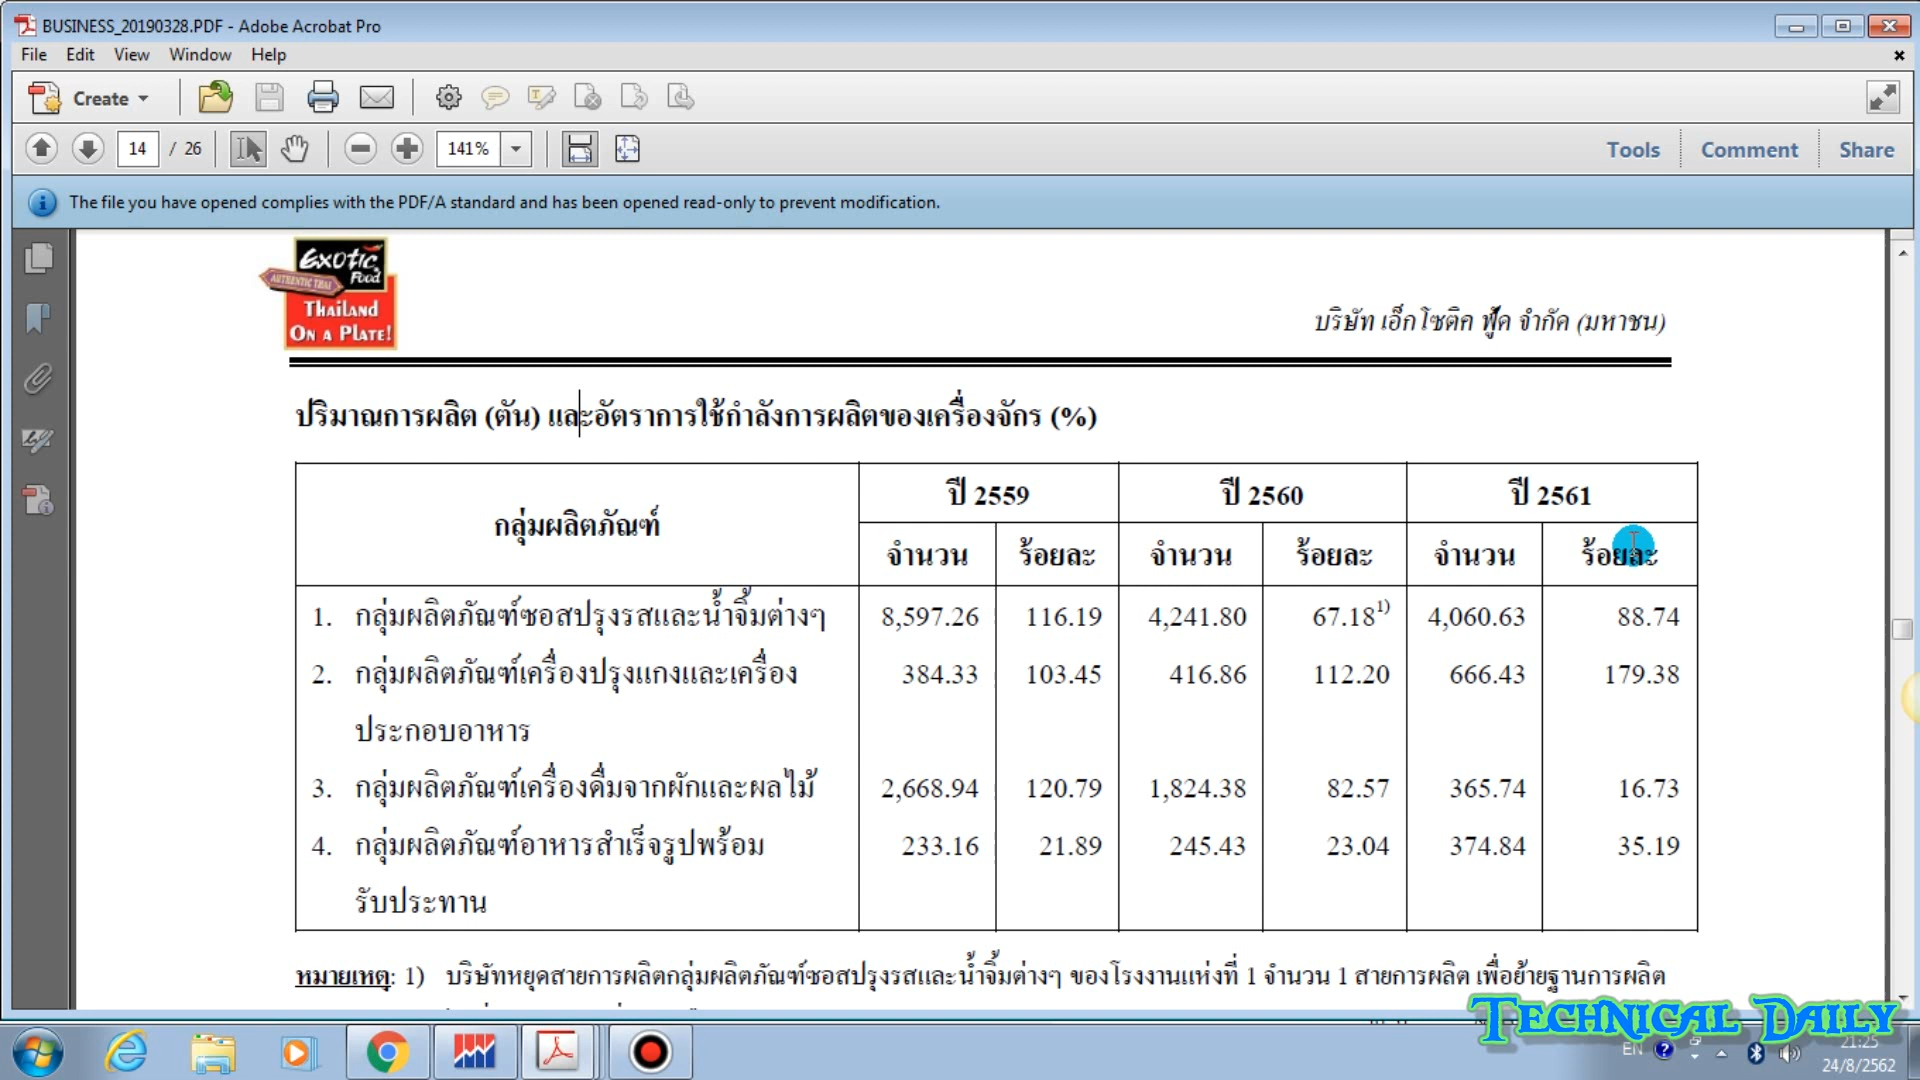 BUSINESS_20190328.PDF - Adobe Acrobat Pro
File Edit View Window Help
Create
14 / 26 141% Tools Comment Share
The file you have opened complies with the PDF/A standard and has been opened read-only to prevent modification.
Exotic Food
AUTHENTIC THAI
THAILAND
ON A PLATE!
บริษัท เอ็กโซติค ฟู้ด จำกัด (มหาชน)
ปริมาณการผลิต (ตัน) และอัตราการใช้กำลังการผลิตของเครื่องจักร (%)
กลุ่มผลิตภัณฑ์ ปี 2559 ปี 2560 ปี 2561
จำนวน ร้อยละ จำนวน ร้อยละ จำนวน ร้อยละ
1. กลุ่มผลิตภัณฑ์ซอสปรุงรสและน้ำจิ้มต่างๆ 8,597.26 116.19 4,241.80 67.18¹⁾ 4,060.63 88.74
2. กลุ่มผลิตภัณฑ์เครื่องปรุงแกงและเครื่อง 384.33 103.45 416.86 112.20 666.43 179.38
ประกอบอาหาร
3. กลุ่มผลิตภัณฑ์เครื่องดื่มจากผักและผลไม้ 2,668.94 120.79 1,824.38 82.57 365.74 16.73
4. กลุ่มผลิตภัณฑ์อาหารสำเร็จรูปพร้อม 233.16 21.89 245.43 23.04 374.84 35.19
รับประทาน
หมายเหตุ: 1) บริษัทหยุดสายการผลิตกลุ่มผลิตภัณฑ์ซอสปรุงรสและน้ำจิ้มต่างๆ ของโรงงานแห่งที่ 1 จำนวน 1 สายการผลิต เพื่อย้ายฐานการผลิต
TECHNICAL DAILY
EN 21:25
24/8/2562